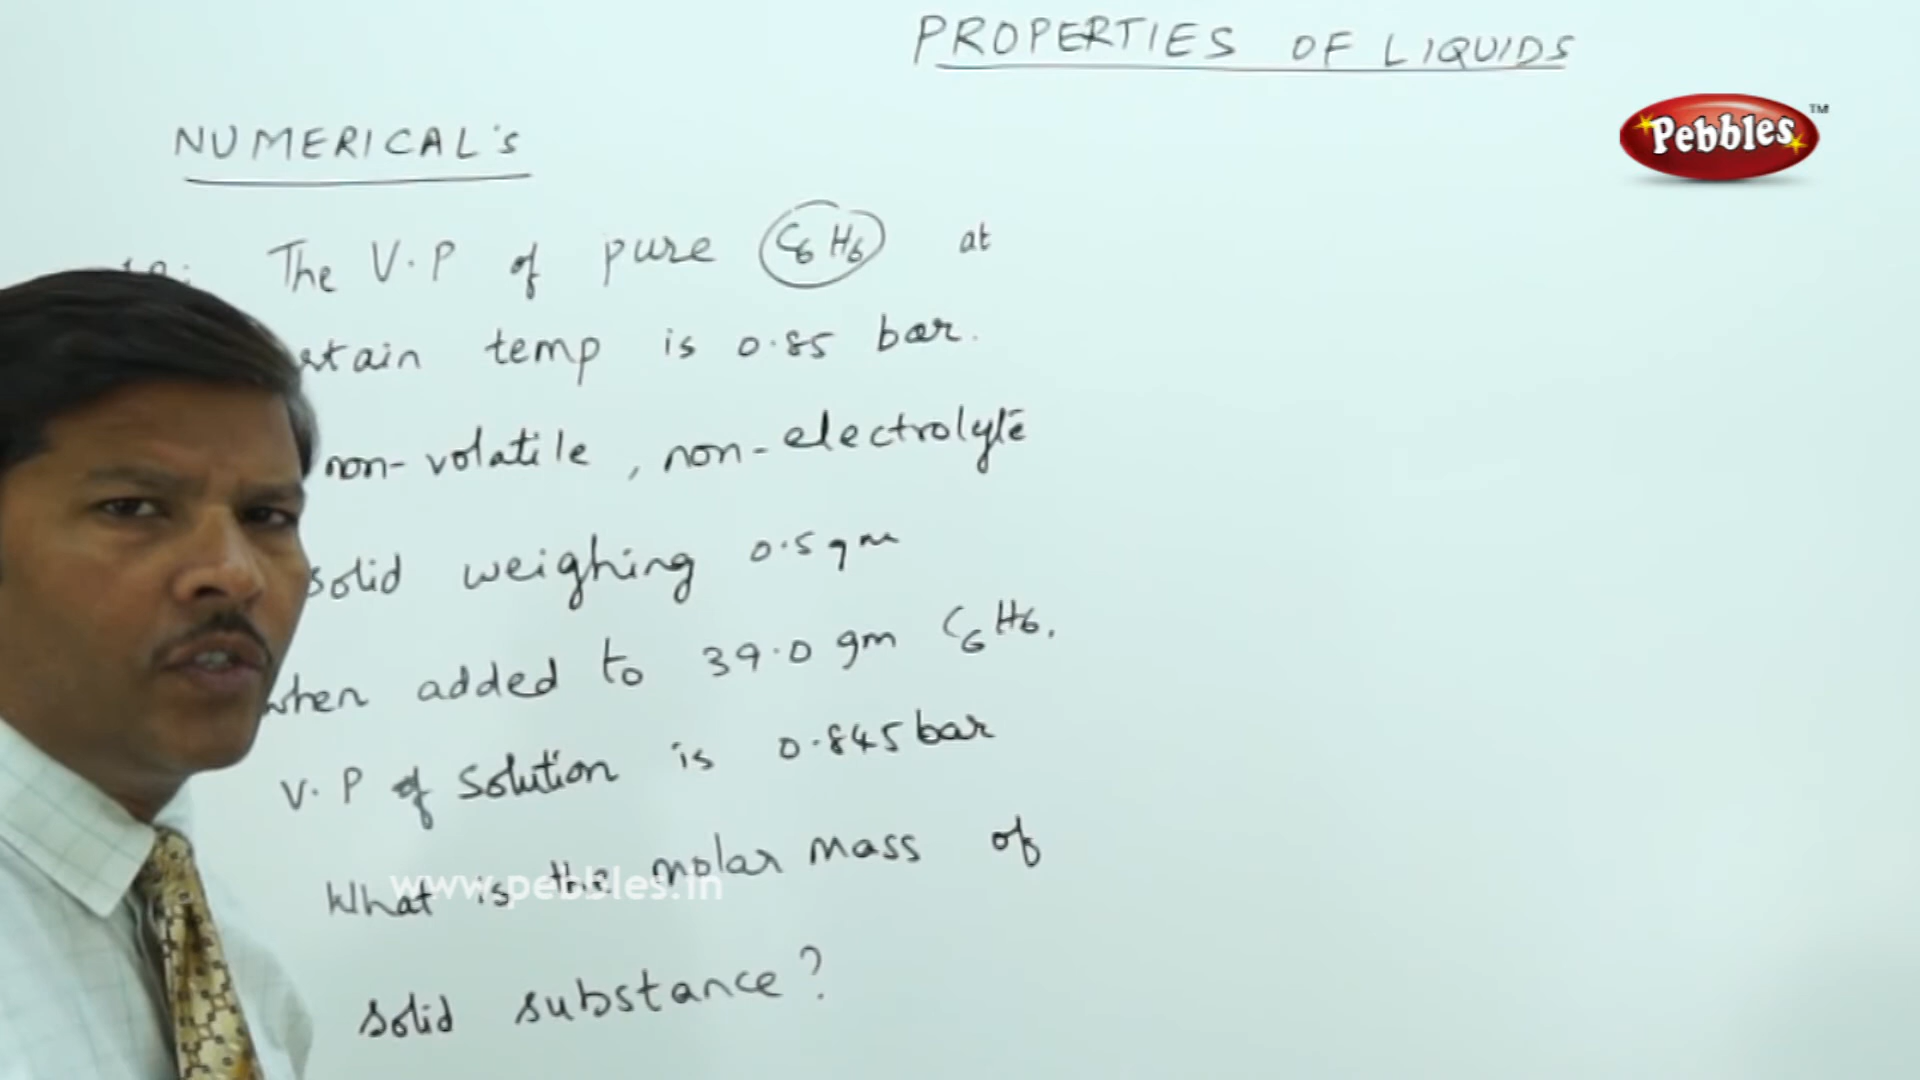 PROPERTIES OF LIQUIDS
Pebbles TM
NUMERICAL's
The V.P of pure C6H6 at
temp is 0.85 bar.
non-volatile, non-electrolyte
solid weighing 0.5 gm
when added to 39.0 gm C6H6.
V.P of solution is 0.845 bar
What is the molar mass of
www.pebbles.in
solid substance?